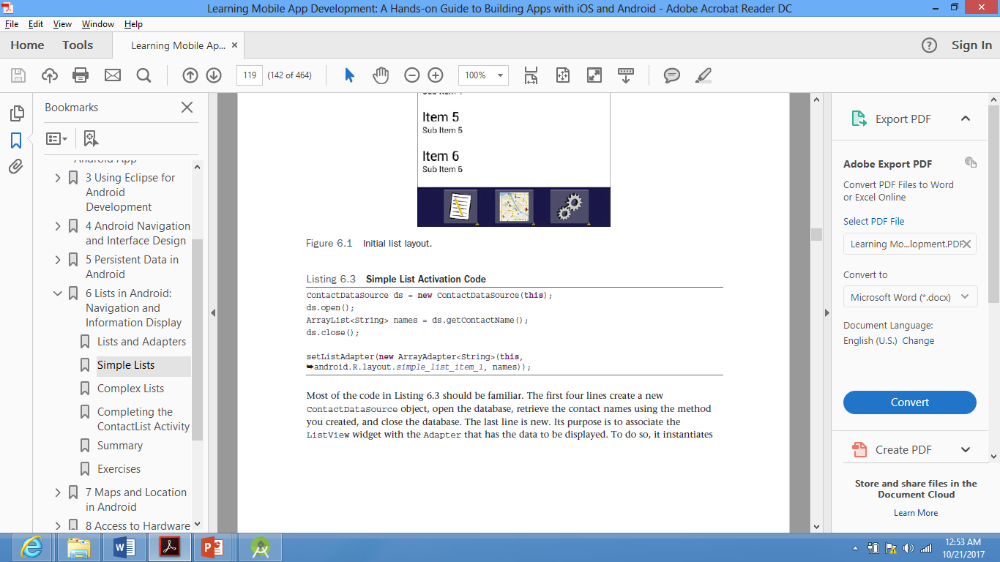 Learning Mobile App Development: A Hands-on Guide to Building Apps with iOS and Android - Adobe Acrobat Reader DC
File Edit View Window Help
Home Tools Learning Mobile Ap... × Sign In
119 (142 of 464) 100%
Bookmarks
Android App
3 Using Eclipse for
Android
Development
4 Android Navigation
and Interface Design
5 Persistent Data in
Android
6 Lists in Android:
Navigation and
Information Display
Lists and Adapters
Simple Lists
Complex Lists
Completing the
ContactList Activity
Summary
Exercises
7 Maps and Location
in Android
8 Access to Hardware
Item 5
Sub Item 5
Item 6
Sub Item 6
Figure 6.1 Initial list layout.
Listing 6.3 Simple List Activation Code
ContactDataSource ds = new ContactDataSource(this);
ds.open();
ArrayList<String> names = ds.getContactName();
ds.close();
setListAdapter(new ArrayAdapter<String>(this,
➥android.R.layout.simple_list_item_1, names));
Most of the code in Listing 6.3 should be familiar. The first four lines create a new
ContactDataSource object, open the database, retrieve the contact names using the method
you created, and close the database. The last line is new. Its purpose is to associate the
ListView widget with the Adapter that has the data to be displayed. To do so, it instantiates
Export PDF
Adobe Export PDF
Convert PDF Files to Word
or Excel Online
Select PDF File
Learning Mo...lopment.PDF
Convert to
Microsoft Word (*.docx)
Document Language:
English (U.S.) Change
Convert
Create PDF
Store and share files in the
Document Cloud
Learn More
12:53 AM
10/21/2017